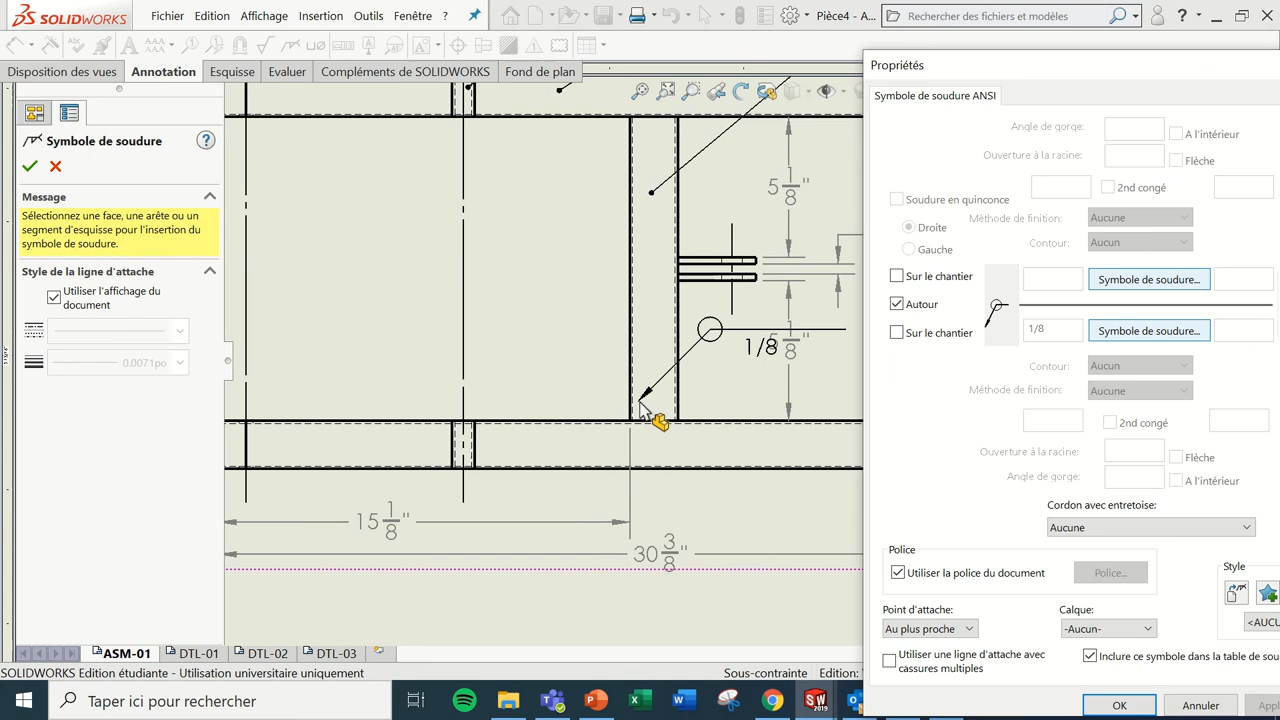 SOLIDWORKS
Fichier Edition Affichage Insertion Outils Fenêtre ?
Pièce4 - A...
Rechercher des fichiers et modèles
?
Disposition des vues Annotation Esquisse Evaluer Compléments de SOLIDWORKS Fond de plan
Symbole de soudure
?
Message
Sélectionnez une face, une arête ou un
segment d'esquisse pour l'insertion du
symbole de soudure.
Style de la ligne d'attache
Utiliser l'affichage du
document
0.0071po
5 1/8"
1/8
5 1/8"
15 1/8"
30 3/8"
Propriétés
Symbole de soudure ANSI
Angle de gorge:
A l'intérieur
Ouverture à la racine:
Flèche
2nd congé
Soudure en quinconce
Méthode de finition: Aucune
Droite
Contour: Aucun
Gauche
Sur le chantier
Symbole de soudure...
Autour
Sur le chantier
1/8
Symbole de soudure...
Contour: Aucun
Méthode de finition: Aucune
2nd congé
Ouverture à la racine:
Flèche
Angle de gorge:
A l'intérieur
Cordon avec entretoise:
Aucune
Police
Utiliser la police du document
Police...
Style
<AUCU
Point d'attache:
Au plus proche
Calque:
-Aucun-
Utiliser une ligne d'attache avec
cassures multiples
Inclure ce symbole dans la table de sou
OK Annuler Appl
ASM-01 DTL-01 DTL-02 DTL-03
SOLIDWORKS Edition étudiante - Utilisation universitaire uniquement
Sous-contrainte Edition:
Taper ici pour rechercher